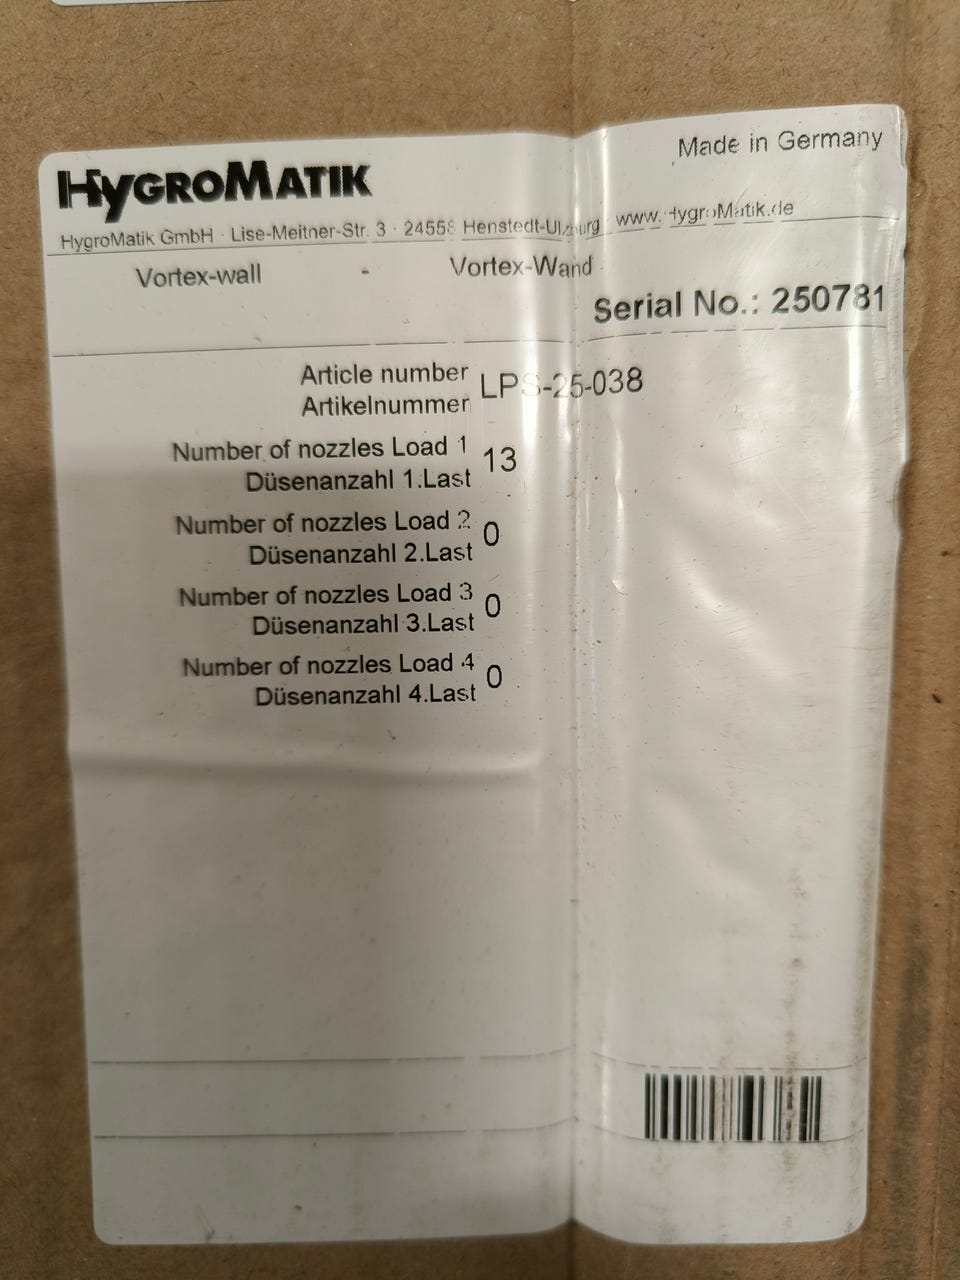 Made in Germany
HYGROMATIK
HygroMatik GmbH · Lise-Meitner-Str. 3 · 24558 Henstedt-Ulzburg · www.HygroMatik.de
Vortex-wall - Vortex-Wand
Serial No.: 250781
Article number
Artikelnummer
LPS-25-038
Number of nozzles Load 1
Düsenanzahl 1.Last
13
Number of nozzles Load 2
Düsenanzahl 2.Last
0
Number of nozzles Load 3
Düsenanzahl 3.Last
0
Number of nozzles Load 4
Düsenanzahl 4.Last
0